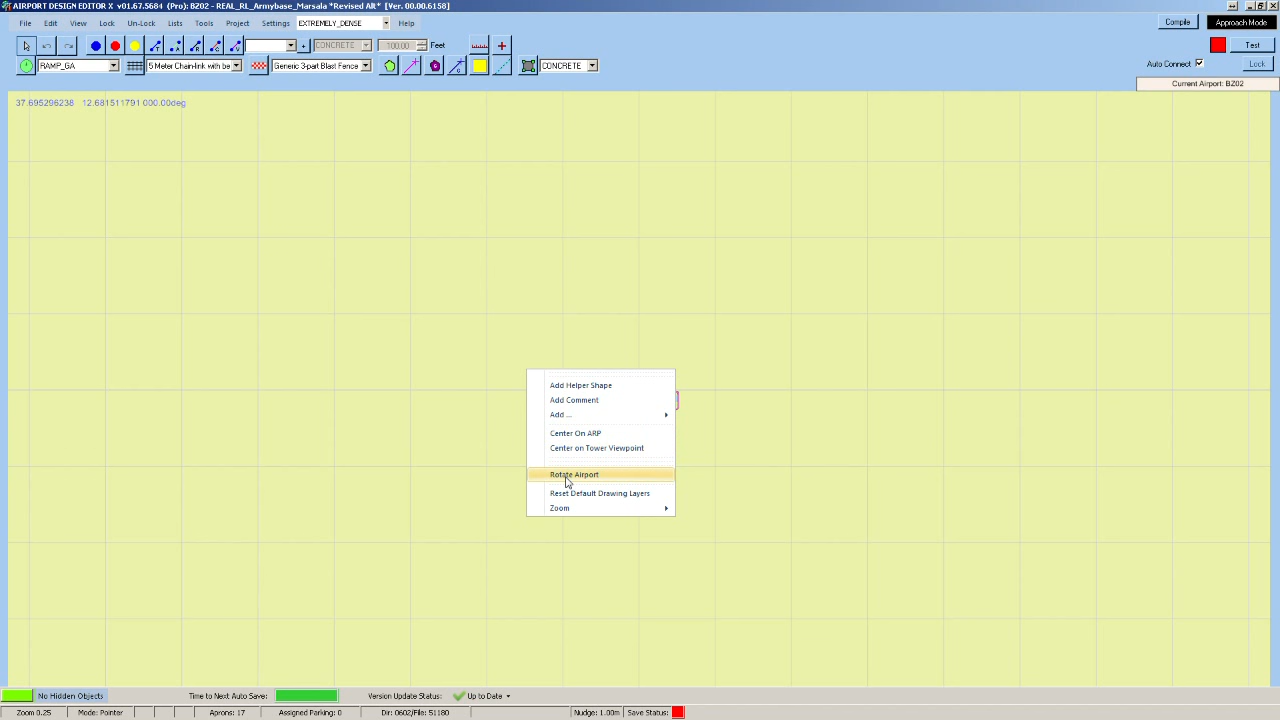 AIRPORT DESIGN EDITOR X v01.67.5684 (Pro): BZ02 - REAL_RL_Armybase_Marsala *Revised Alt* [Ver. 00.00.6158]
File Edit View Lock Un-Lock Lists Tools Project Settings EXTREMELY_DENSE Help
Compile Approach Mode
CONCRETE 100.00 Feet
Test
RAMP_GA 5 Meter Chain-link with be Generic 3-part Blast Fence CONCRETE
Auto Connect Lock
Current Airport: BZ02
37.695296238 12.681511791 000.00deg
Add Helper Shape
Add Comment
Add ...
Center On ARP
Center on Tower Viewpoint
Rotate Airport
Reset Default Drawing Layers
Zoom
No Hidden Objects Time to Next Auto Save: Version Update Status: Up to Date
Zoom 0.25 Mode: Pointer Aprons: 17 Assigned Parking: 0 Dir: 0602/File: 51180 Nudge: 1.00m Save Status: